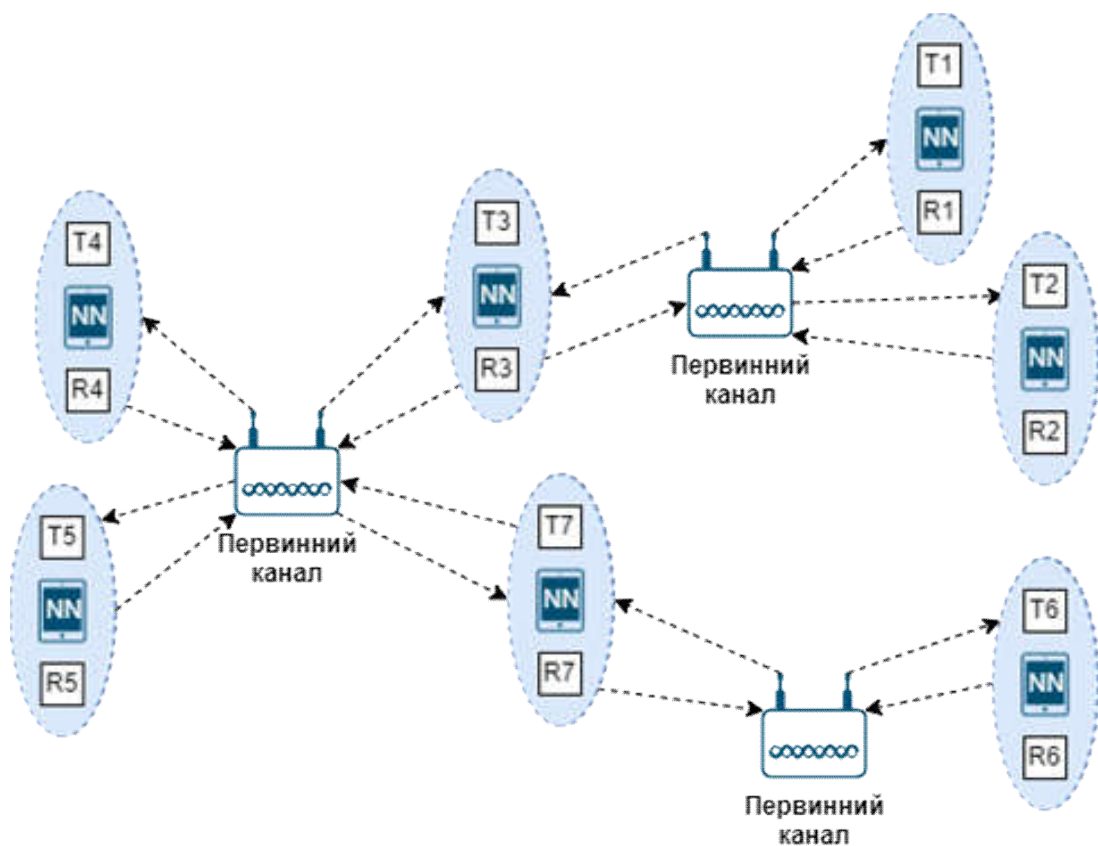 T1
NN
R1
T4
NN
R4
T3
NN
R3
T2
NN
R2
Первинний
канал
T5
NN
R5
Первинний
канал
T7
NN
R7
T6
NN
R6
Первинний
канал